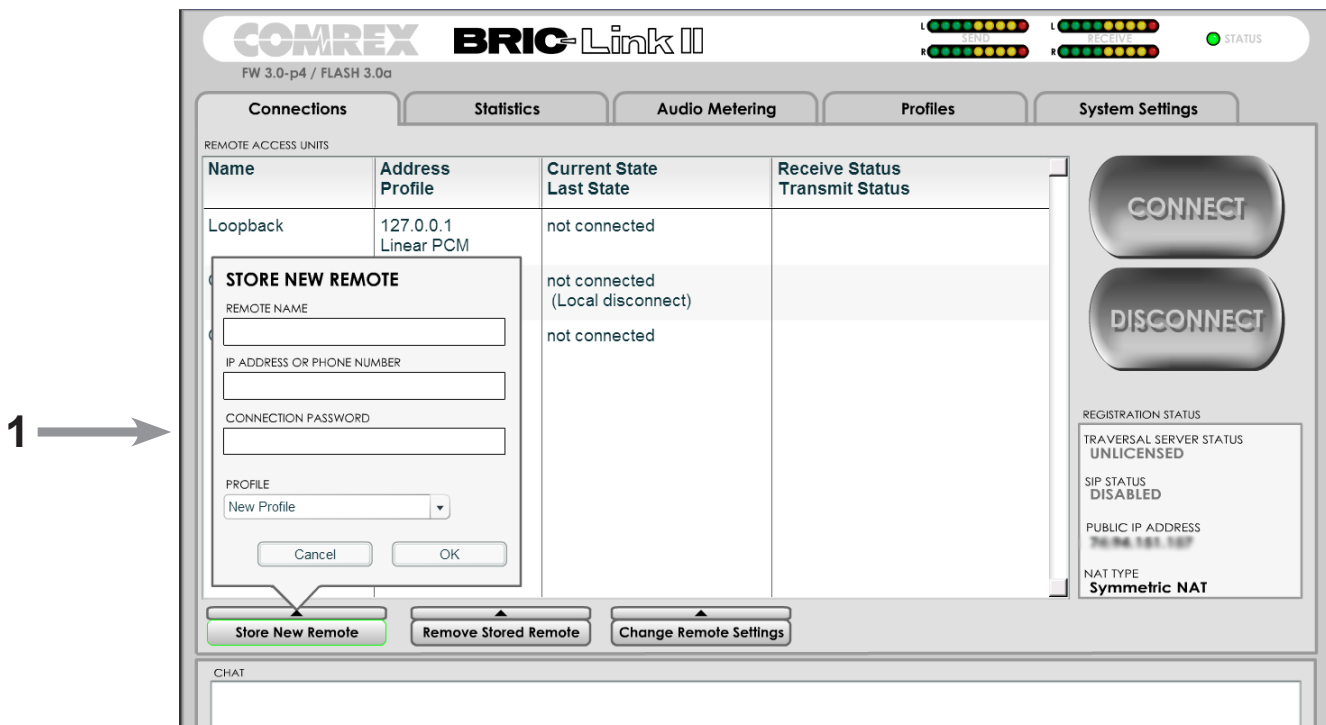 COMREX BRIC-Link II
L SEND R
L RECEIVE R
STATUS
FW 3.0-p4 / FLASH 3.0a
Connections
Statistics
Audio Metering
Profiles
System Settings
REMOTE ACCESS UNITS
Name
Address
Profile
Current State
Last State
Receive Status
Transmit Status
Loopback
127.0.0.1
Linear PCM
not connected
not connected
(Local disconnect)
not connected
STORE NEW REMOTE
REMOTE NAME
IP ADDRESS OR PHONE NUMBER
CONNECTION PASSWORD
PROFILE
New Profile
Cancel
OK
1
CONNECT
DISCONNECT
REGISTRATION STATUS
TRAVERSAL SERVER STATUS
UNLICENSED
SIP STATUS
DISABLED
PUBLIC IP ADDRESS
NAT TYPE
Symmetric NAT
Store New Remote
Remove Stored Remote
Change Remote Settings
CHAT